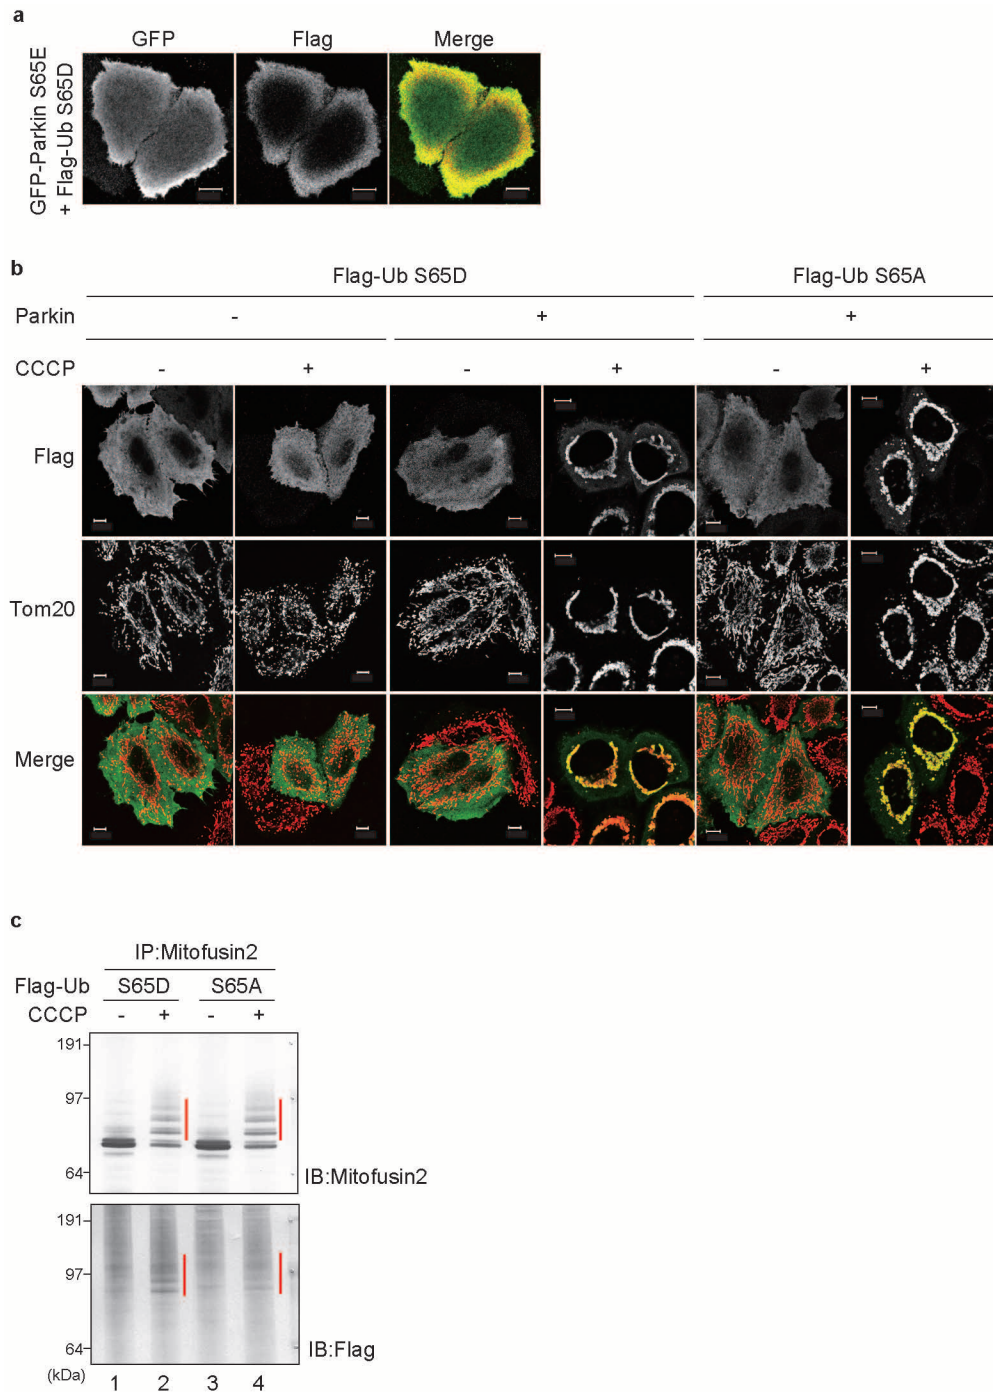 a
GFP Flag Merge
GFP-Parkin S65E
+ Flag-Ub S65D
b
Flag-Ub S65D Flag-Ub S65A
Parkin - + +
CCCP - + - + - +
Flag
Tom20
Merge
c
IP:Mitofusin2
Flag-Ub S65D S65A
CCCP - + - +
191
97
64
IB:Mitofusin2
191
97
64
IB:Flag
(kDa) 1 2 3 4